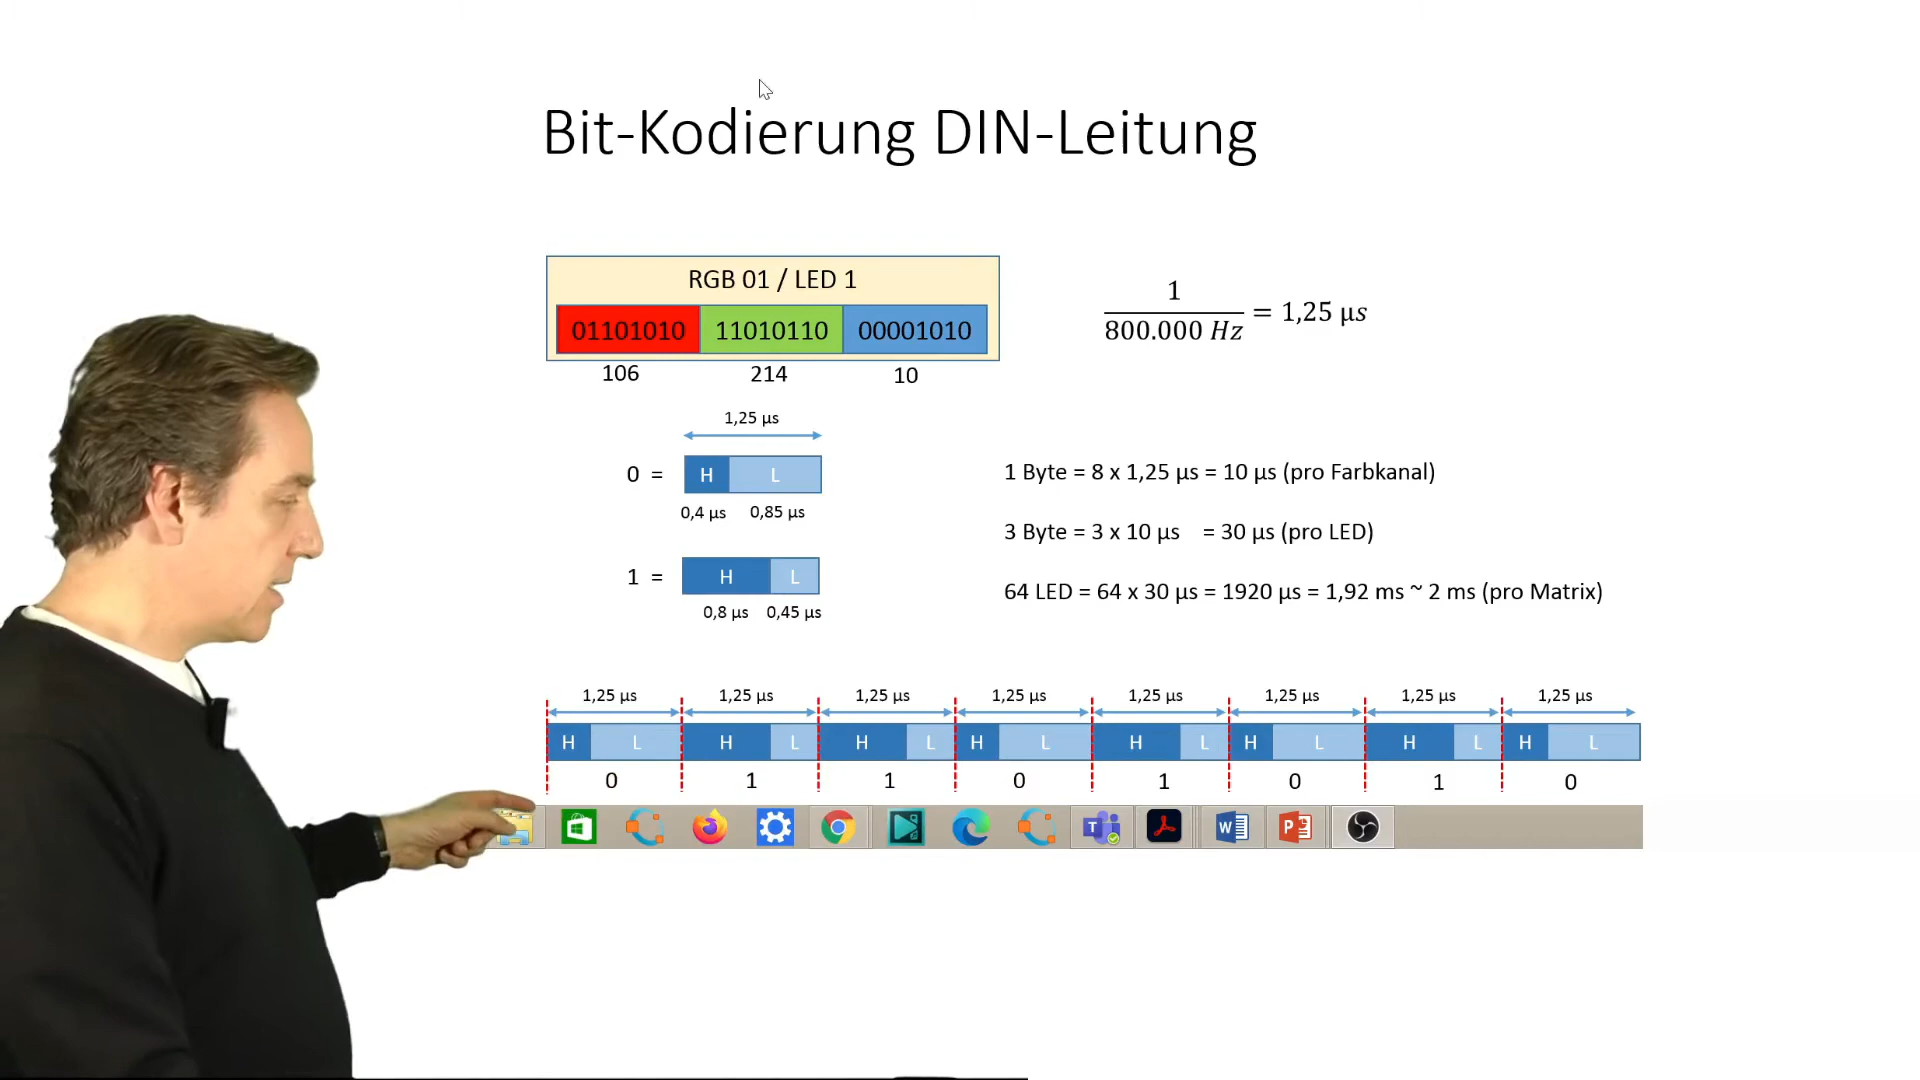 Bit-Kodierung DIN-Leitung
RGB 01 / LED 1
01101010 11010110 00001010
106 214 10
1
800.000 Hz
= 1,25 µs
1,25 µs
0 = H L
0,4 µs 0,85 µs
1 = H L
0,8 µs 0,45 µs
1 Byte = 8 x 1,25 µs = 10 µs (pro Farbkanal)
3 Byte = 3 x 10 µs = 30 µs (pro LED)
64 LED = 64 x 30 µs = 1920 µs = 1,92 ms ~ 2 ms (pro Matrix)
1,25 µs 1,25 µs 1,25 µs 1,25 µs 1,25 µs 1,25 µs 1,25 µs 1,25 µs
H L H L H L H L H L H L H L H L
0 1 1 0 1 0 1 0